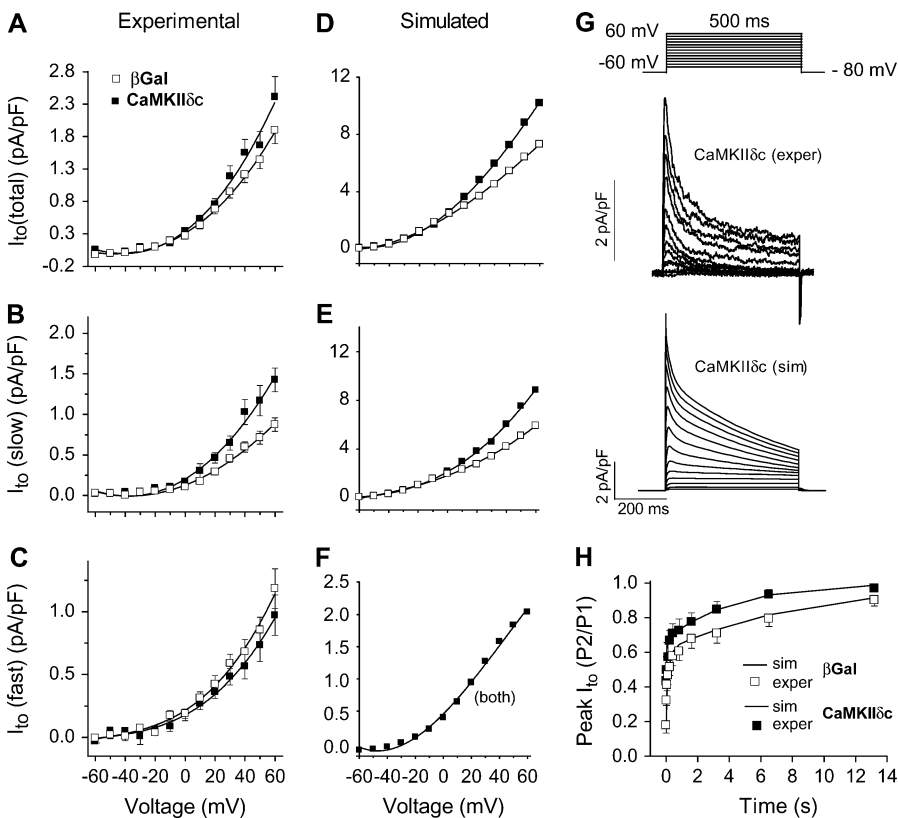 A
Experimental
Ito(total) (pA/pF)
2.8
2.3
1.8
1.3
0.8
0.3
-0.2
βGal
CaMKIIδc
B
Ito (slow) (pA/pF)
2.0
1.5
1.0
0.5
0.0
C
Ito (fast) (pA/pF)
1.0
0.5
0.0
-60 -40 -20 0 20 40 60
Voltage (mV)
D
Simulated
12
8
4
0
E
12
8
4
0
F
2.5
2.0
1.5
1.0
0.5
0.0
(both)
-60 -40 -20 0 20 40 60
Voltage (mV)
G
500 ms
60 mV
-60 mV
- 80 mV
CaMKIIδc (exper)
2 pA/pF
CaMKIIδc (sim)
2 pA/pF
200 ms
H
Peak Ito (P2/P1)
1.0
0.8
0.6
0.4
0.2
0.0
sim
exper
βGal
sim
exper
CaMKIIδc
0 2 4 6 8 10 12 14
Time (s)